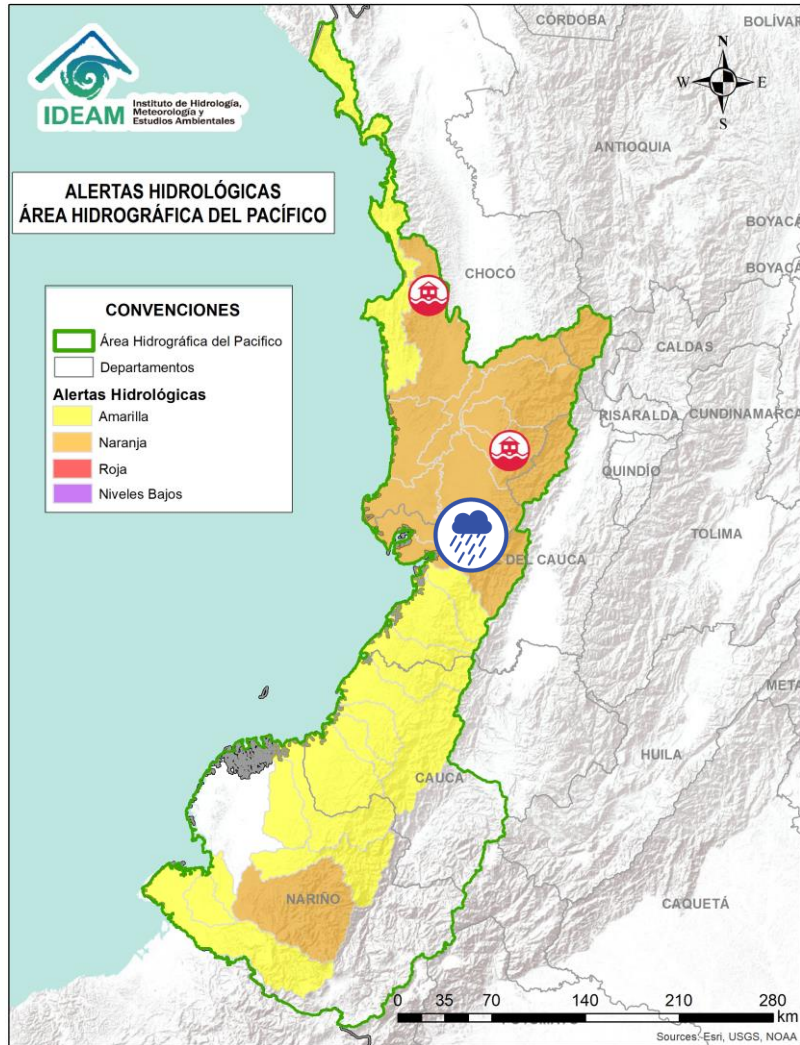 IDEAM
Instituto de Hidrología,
Meteorología y
Estudios Ambientales
ALERTAS HIDROLÓGICAS
ÁREA HIDROGRÁFICA DEL PACÍFICO
CONVENCIONES
Área Hidrográfica del Pacifico
Departamentos
Alertas Hidrológicas
Amarilla
Naranja
Roja
Niveles Bajos
N
W
E
S
CÓRDOBA
BOLÍVAR
ANTIOQUIA
BOYACÁ
BOYACÁ
CHOCÓ
CALDAS
RISARALDA
CUNDINAMARCA
QUINDÍO
TOLIMA
DEL CAUCA
META
HUILA
CAUCA
NARIÑO
CAQUETÁ
0 35 70 140 210 280
km
Sources: Esri, USGS, NOAA